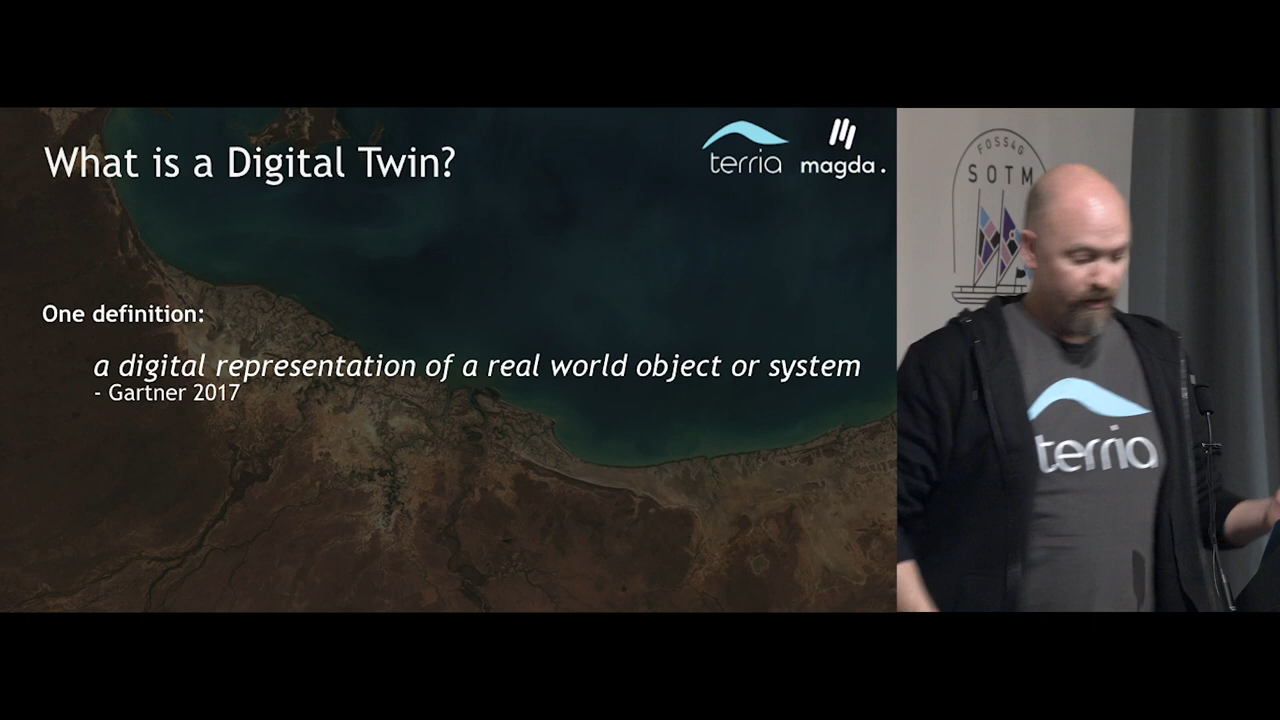 What is a Digital Twin?
terria
magda.
One definition:
a digital representation of a real world object or system
- Gartner 2017
FOSS4G
SOTM
terria